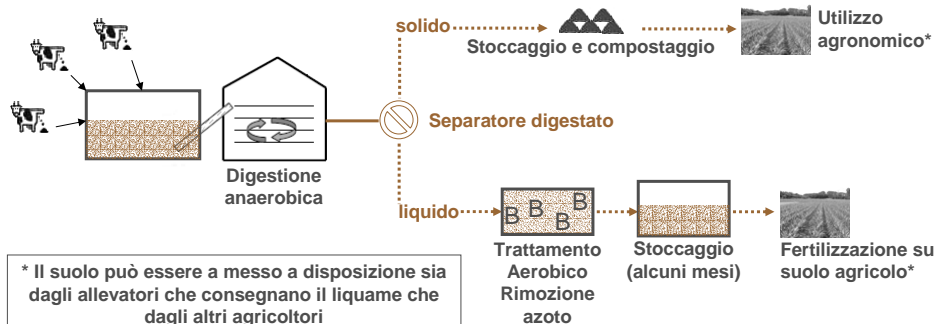 solido
Stoccaggio e compostaggio
Utilizzo
agronomico*
Separatore digestato
Digestione
anaerobica
liquido
B B B B
Trattamento
Aerobico
Rimozione
azoto
Stoccaggio
(alcuni mesi)
Fertilizzazione su
suolo agricolo*
* Il suolo può essere a messo a disposizione sia
dagli allevatori che consegnano il liquame che
dagli altri agricoltori